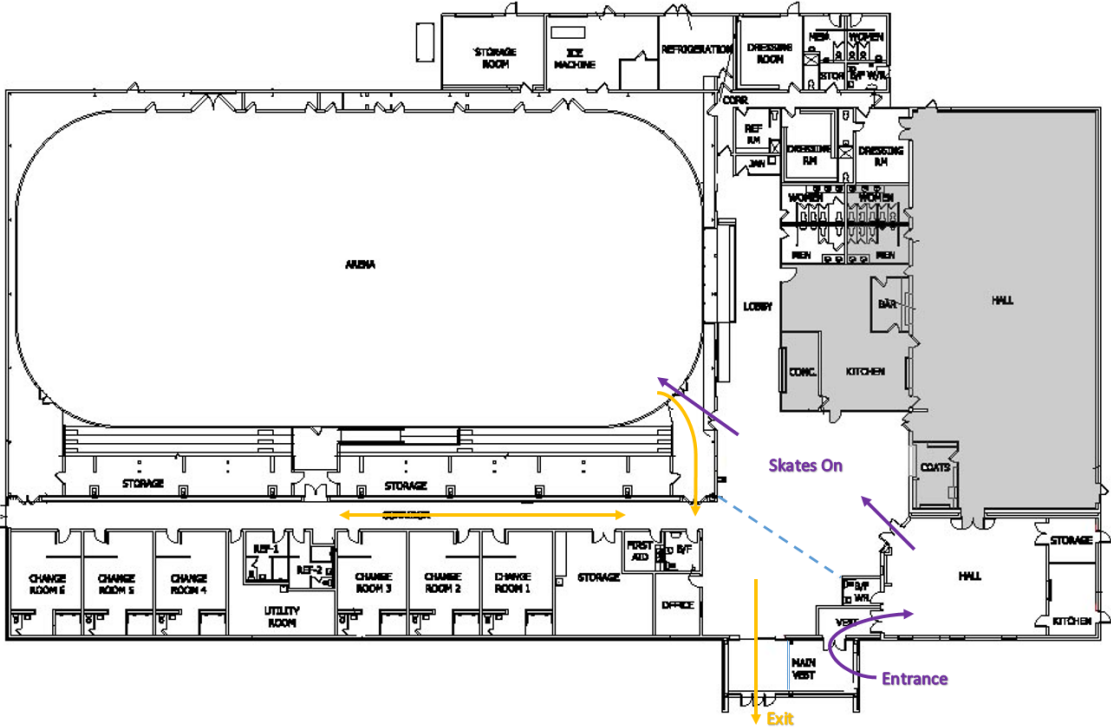 STORAGE
ROOM
ICE
MACHINE
REFRIGERATION
DRESSING
ROOM
MEN
WOMEN
STOR
B/F W/R
CORR.
REF
RM
JAN
DRESSING
RM
DRESSING
RM
WOMEN
WOMEN
MEN
MEN
ARENA
LOBBY
BAR
HALL
CONC.
KITCHEN
Skates On
COATS
STORAGE
STORAGE
CHANGE
ROOM 6
CHANGE
ROOM 5
CHANGE
ROOM 4
REF-1
REF-2
UTILITY
ROOM
CHANGE
ROOM 3
CHANGE
ROOM 2
CHANGE
ROOM 1
STORAGE
FIRST
AID
B/F
OFFICE
B/F
WR
VEST
HALL
STORAGE
KITCHEN
MAIN
VEST
Entrance
Exit